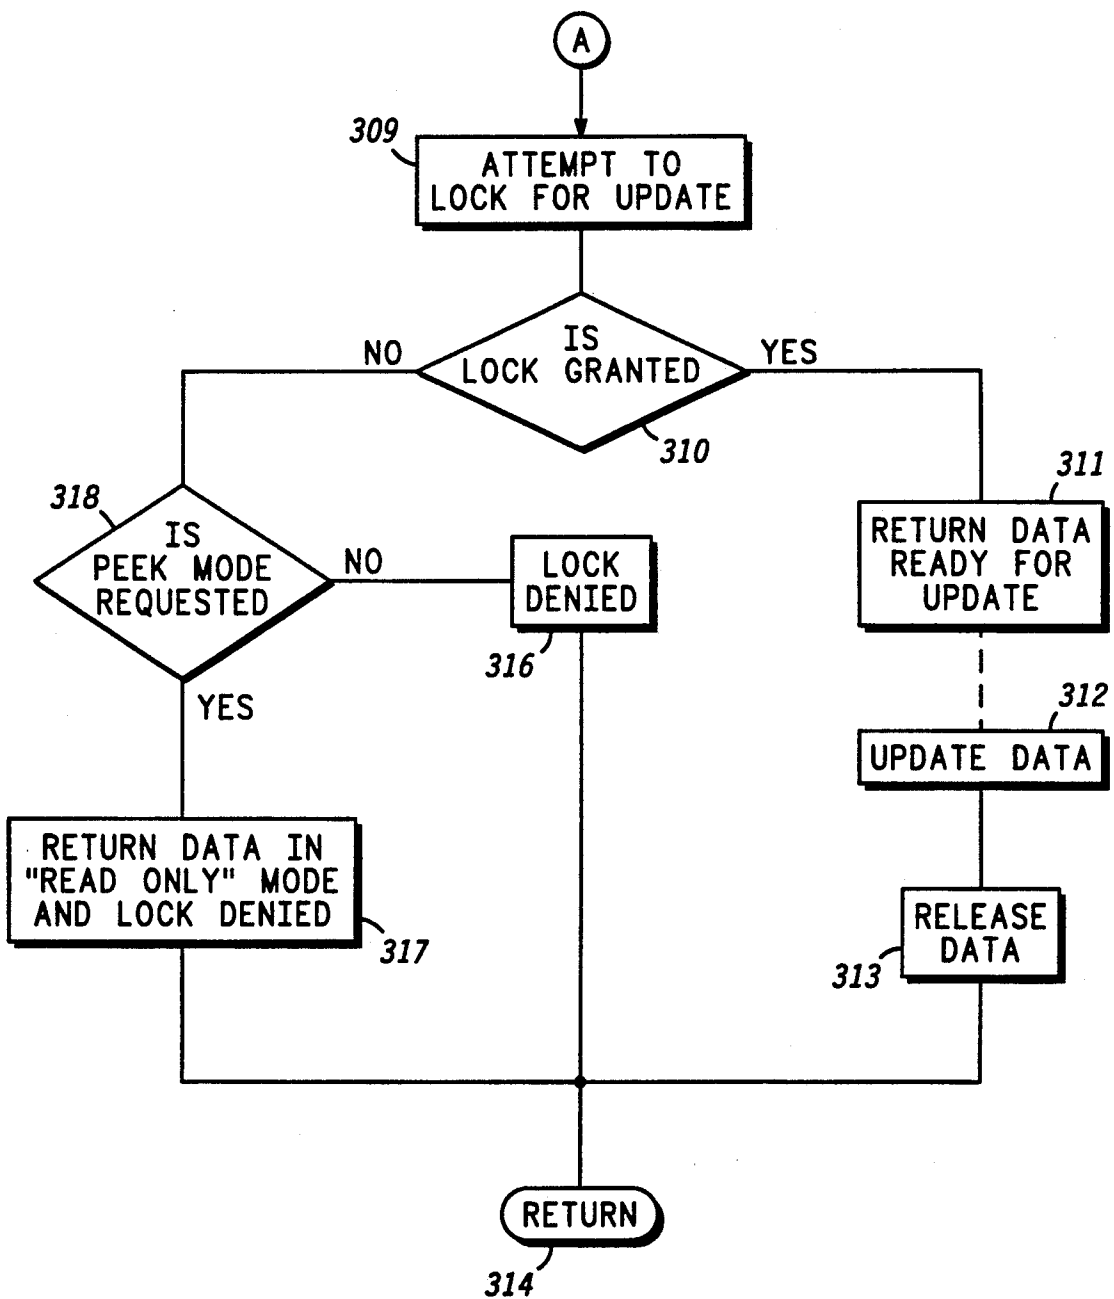 A
309
ATTEMPT TO
LOCK FOR UPDATE
IS
LOCK GRANTED
NO
YES
310
318
IS
PEEK MODE
REQUESTED
NO
YES
LOCK
DENIED
316
311
RETURN DATA
READY FOR
UPDATE
312
UPDATE DATA
RETURN DATA IN
"READ ONLY" MODE
AND LOCK DENIED
317
RELEASE
DATA
313
RETURN
314